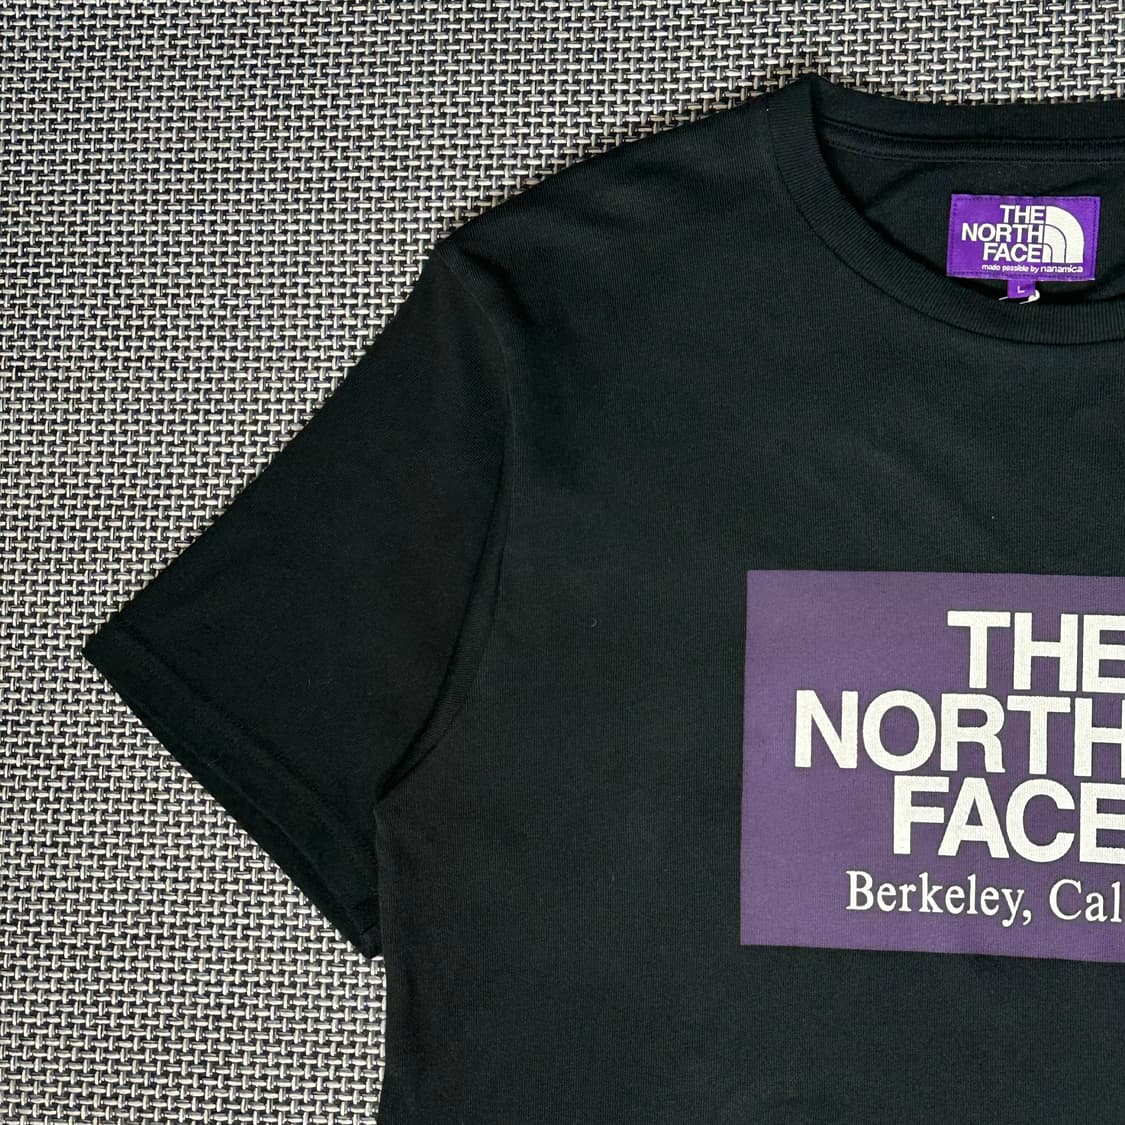 THE
NORTH
FACE
made possible by nanamica
L
THE
NORTH
FACE
Berkeley, Cal